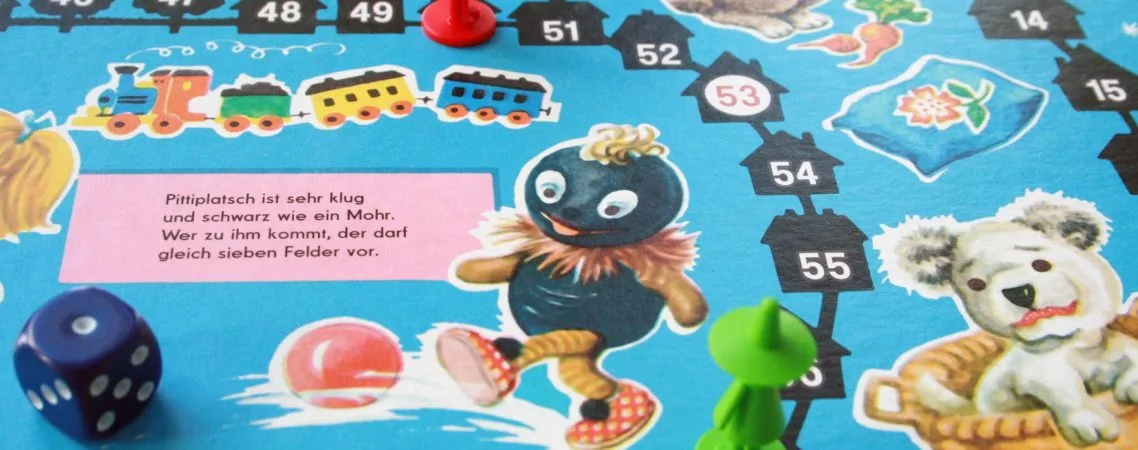 48
49
51
52
53
54
55
14
15
Pittiplatsch ist sehr klug
und schwarz wie ein Mohr.
Wer zu ihm kommt, der darf
gleich sieben Felder vor.